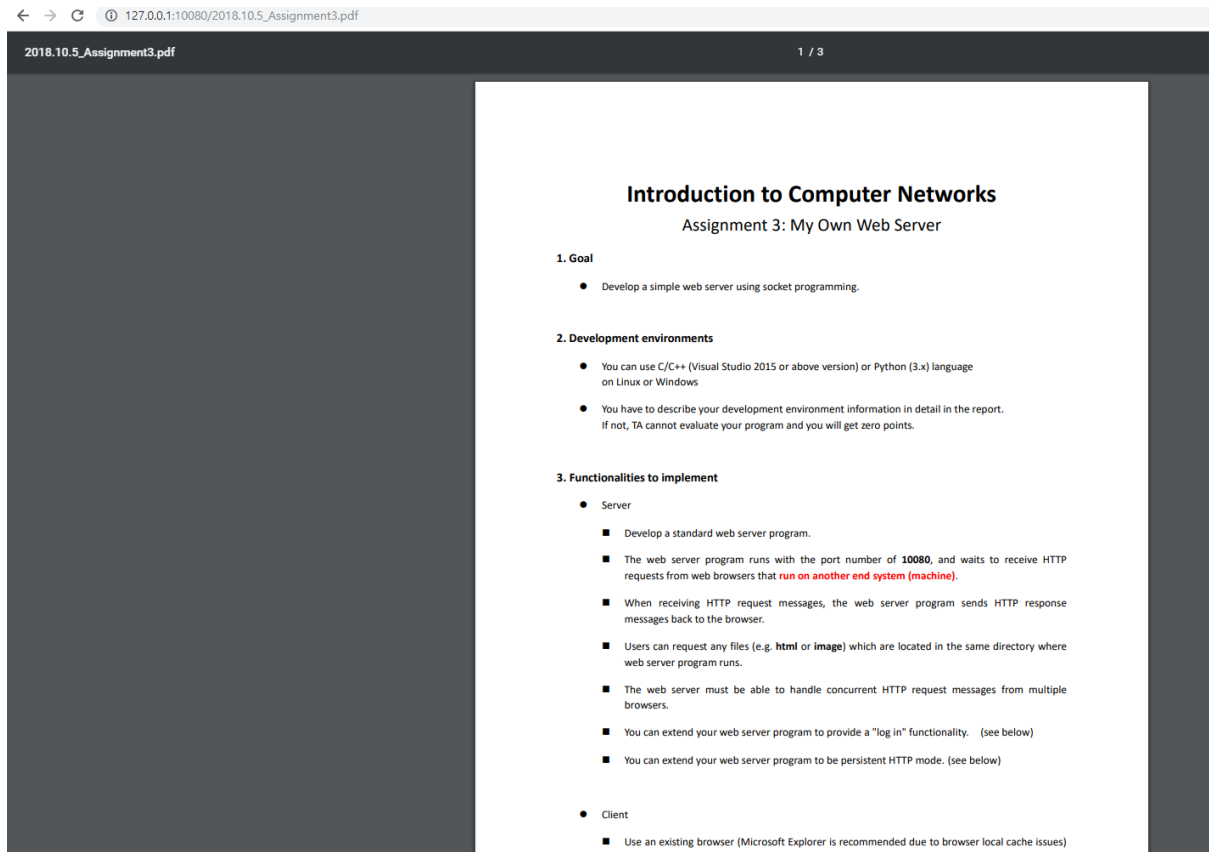 127.0.0.1:10080/2018.10.5_Assignment3.pdf
2018.10.5_Assignment3.pdf
1 / 3
Introduction to Computer Networks
Assignment 3: My Own Web Server
1. Goal
● Develop a simple web server using socket programming.
2. Development environments
● You can use C/C++ (Visual Studio 2015 or above version) or Python (3.x) language
on Linux or Windows
● You have to describe your development environment information in detail in the report.
If not, TA cannot evaluate your program and you will get zero points.
3. Functionalities to implement
● Server
■ Develop a standard web server program.
■ The web server program runs with the port number of 10080, and waits to receive HTTP
requests from web browsers that run on another end system (machine).
■ When receiving HTTP request messages, the web server program sends HTTP response
messages back to the browser.
■ Users can request any files (e.g. html or image) which are located in the same directory where
web server program runs.
■ The web server must be able to handle concurrent HTTP request messages from multiple
browsers.
■ You can extend your web server program to provide a "log in" functionality. (see below)
■ You can extend your web server program to be persistent HTTP mode. (see below)
● Client
■ Use an existing browser (Microsoft Explorer is recommended due to browser local cache issues)